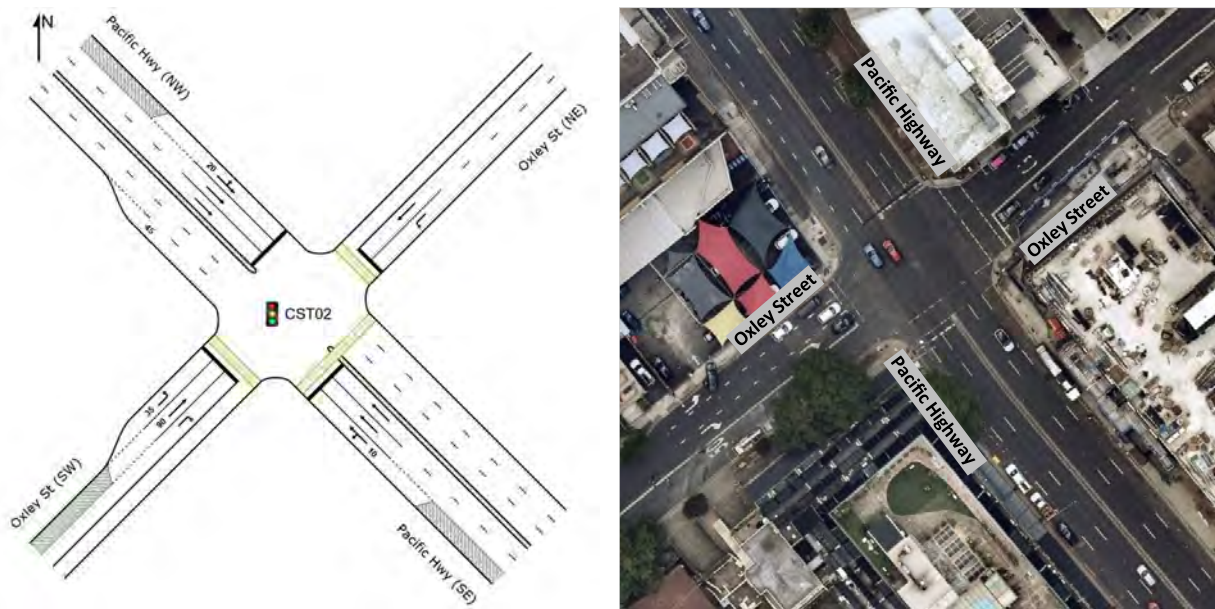 N
Pacific Hwy (NW)
Oxley St (NE)
20
45
CST02
35
90
10
Oxley St (SW)
Pacific Hwy (SE)
Pacific Highway
Oxley Street
Oxley Street
Pacific Highway